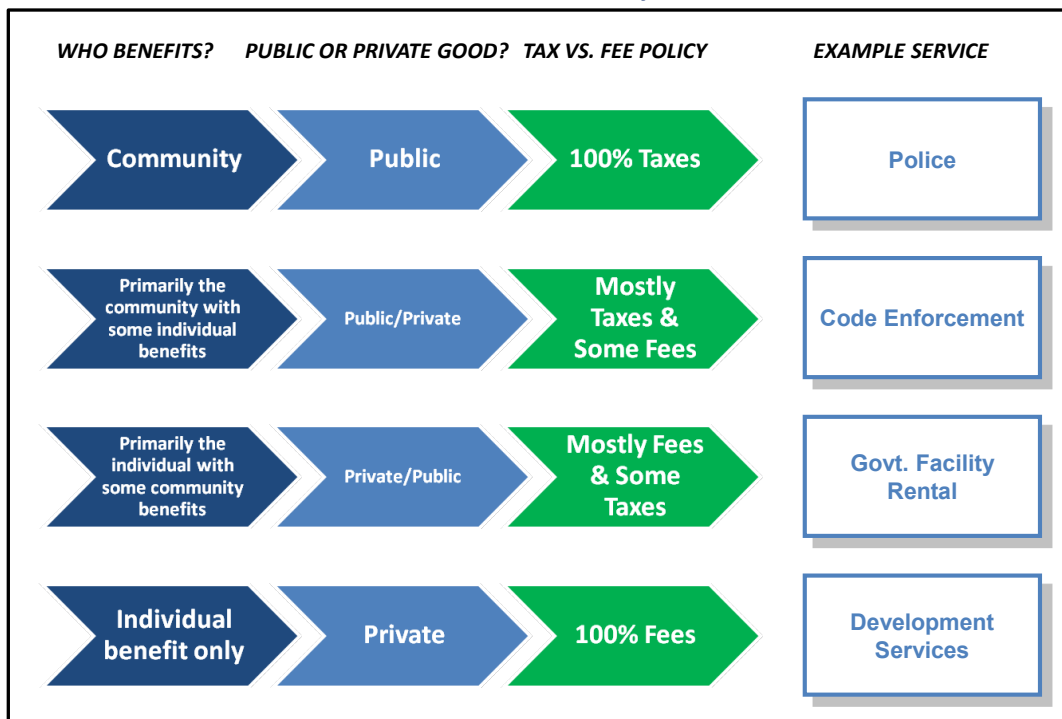 WHO BENEFITS? PUBLIC OR PRIVATE GOOD? TAX VS. FEE POLICY EXAMPLE SERVICE
Community Public 100% Taxes Police
Primarily the
community with
some individual
benefits
Public/Private
Mostly
Taxes &
Some Fees
Code Enforcement
Primarily the
individual with
some community
benefits
Private/Public
Mostly Fees
& Some
Taxes
Govt. Facility
Rental
Individual
benefit only
Private
100% Fees
Development
Services